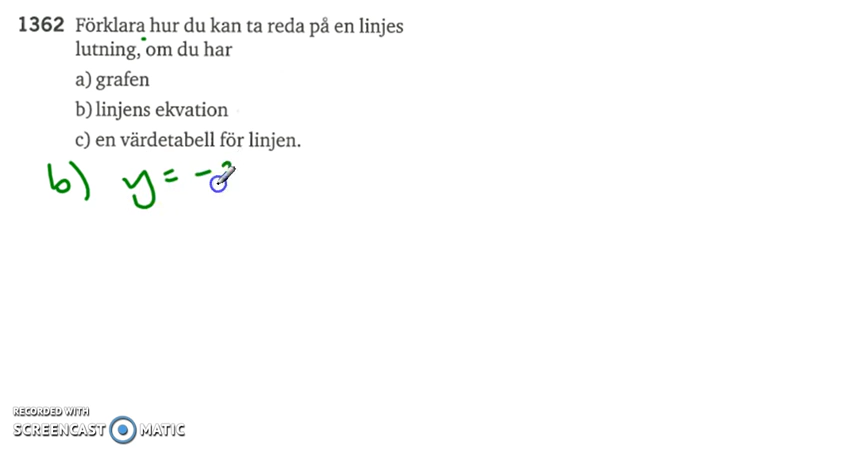 1362 Förklara hur du kan ta reda på en linjes
lutning, om du har
a) grafen
b) linjens ekvation
c) en värdetabell för linjen.
b) y = -
RECORDED WITH
SCREENCAST MATIC